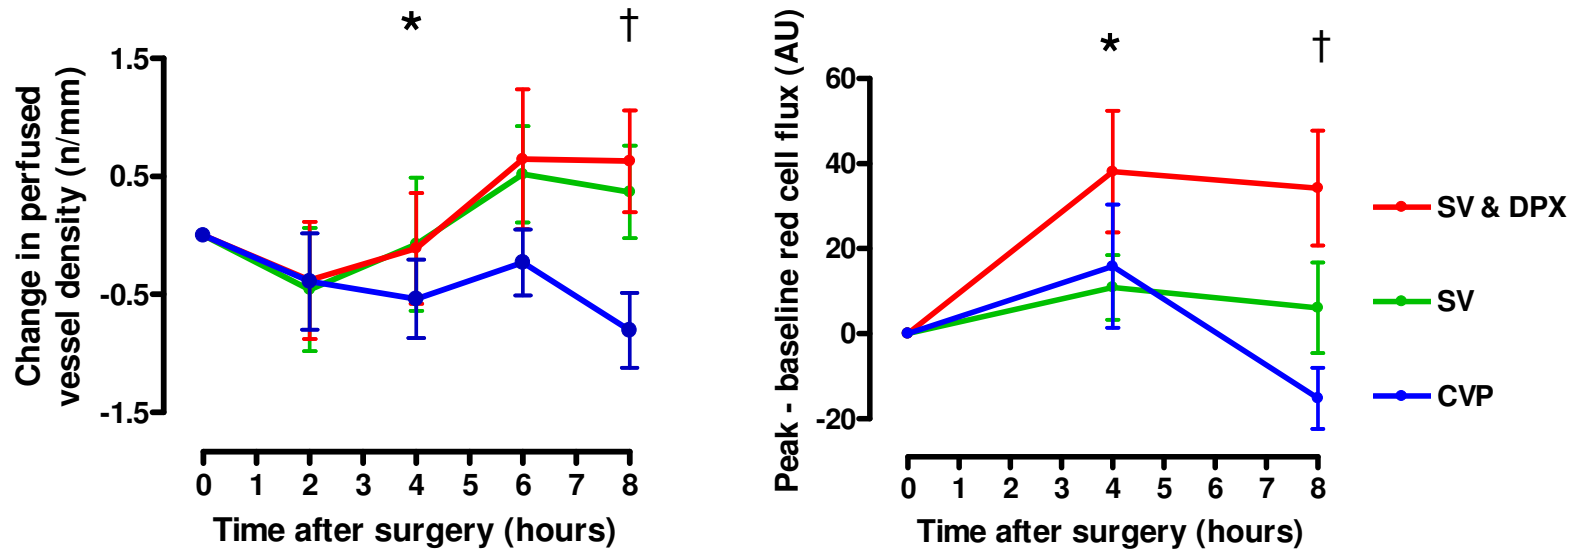 * †
Change in perfused
vessel density (n/mm)
1.5
0.5
-0.5
-1.5
0 1 2 3 4 5 6 7 8
Time after surgery (hours)
* †
Peak - baseline red cell flux (AU)
60
40
20
0
-20
0 1 2 3 4 5 6 7 8
Time after surgery (hours)
SV & DPX
SV
CVP